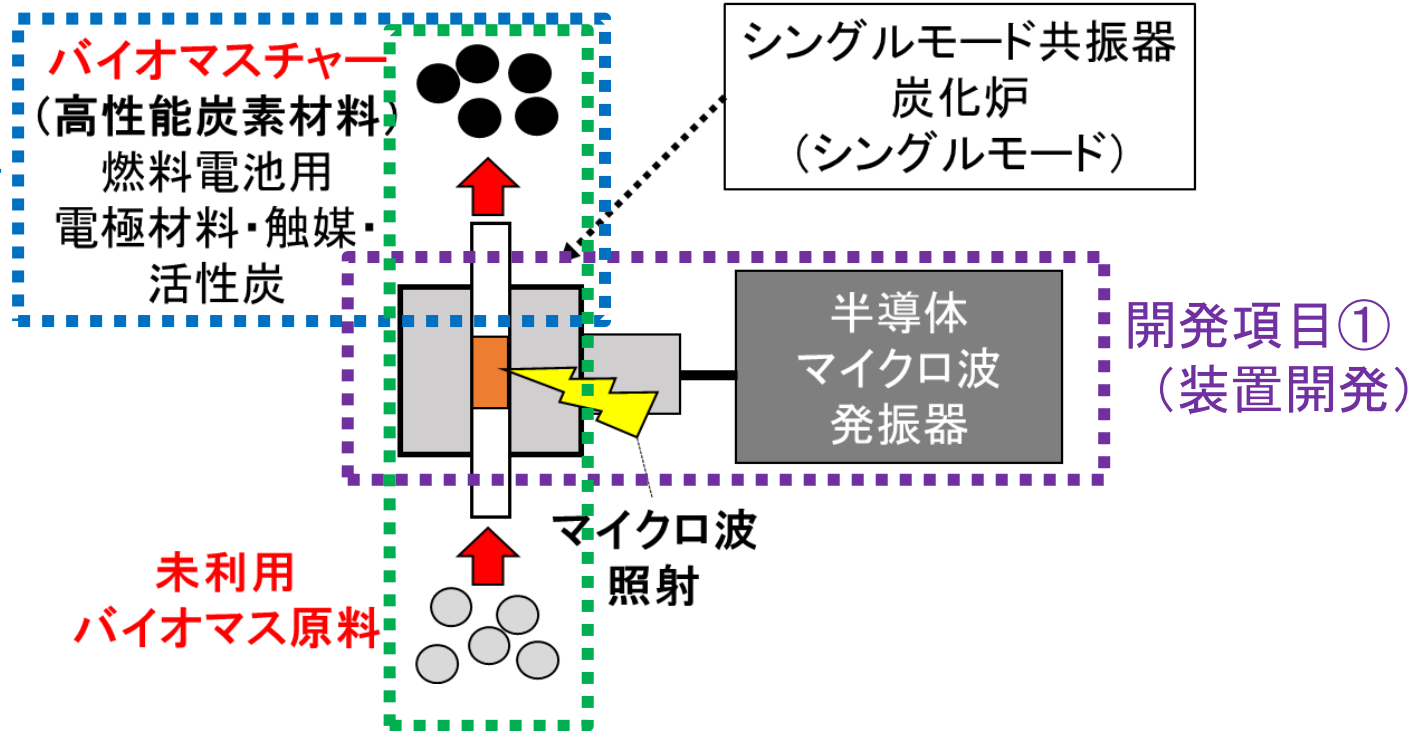 バイオマスチャー
(高性能炭素材料)
燃料電池用
電極材料・触媒・
活性炭
シングルモード共振器
炭化炉
(シングルモード)
半導体
マイクロ波
発振器
開発項目①
(装置開発)
マイクロ波
照射
未利用
バイオマス原料